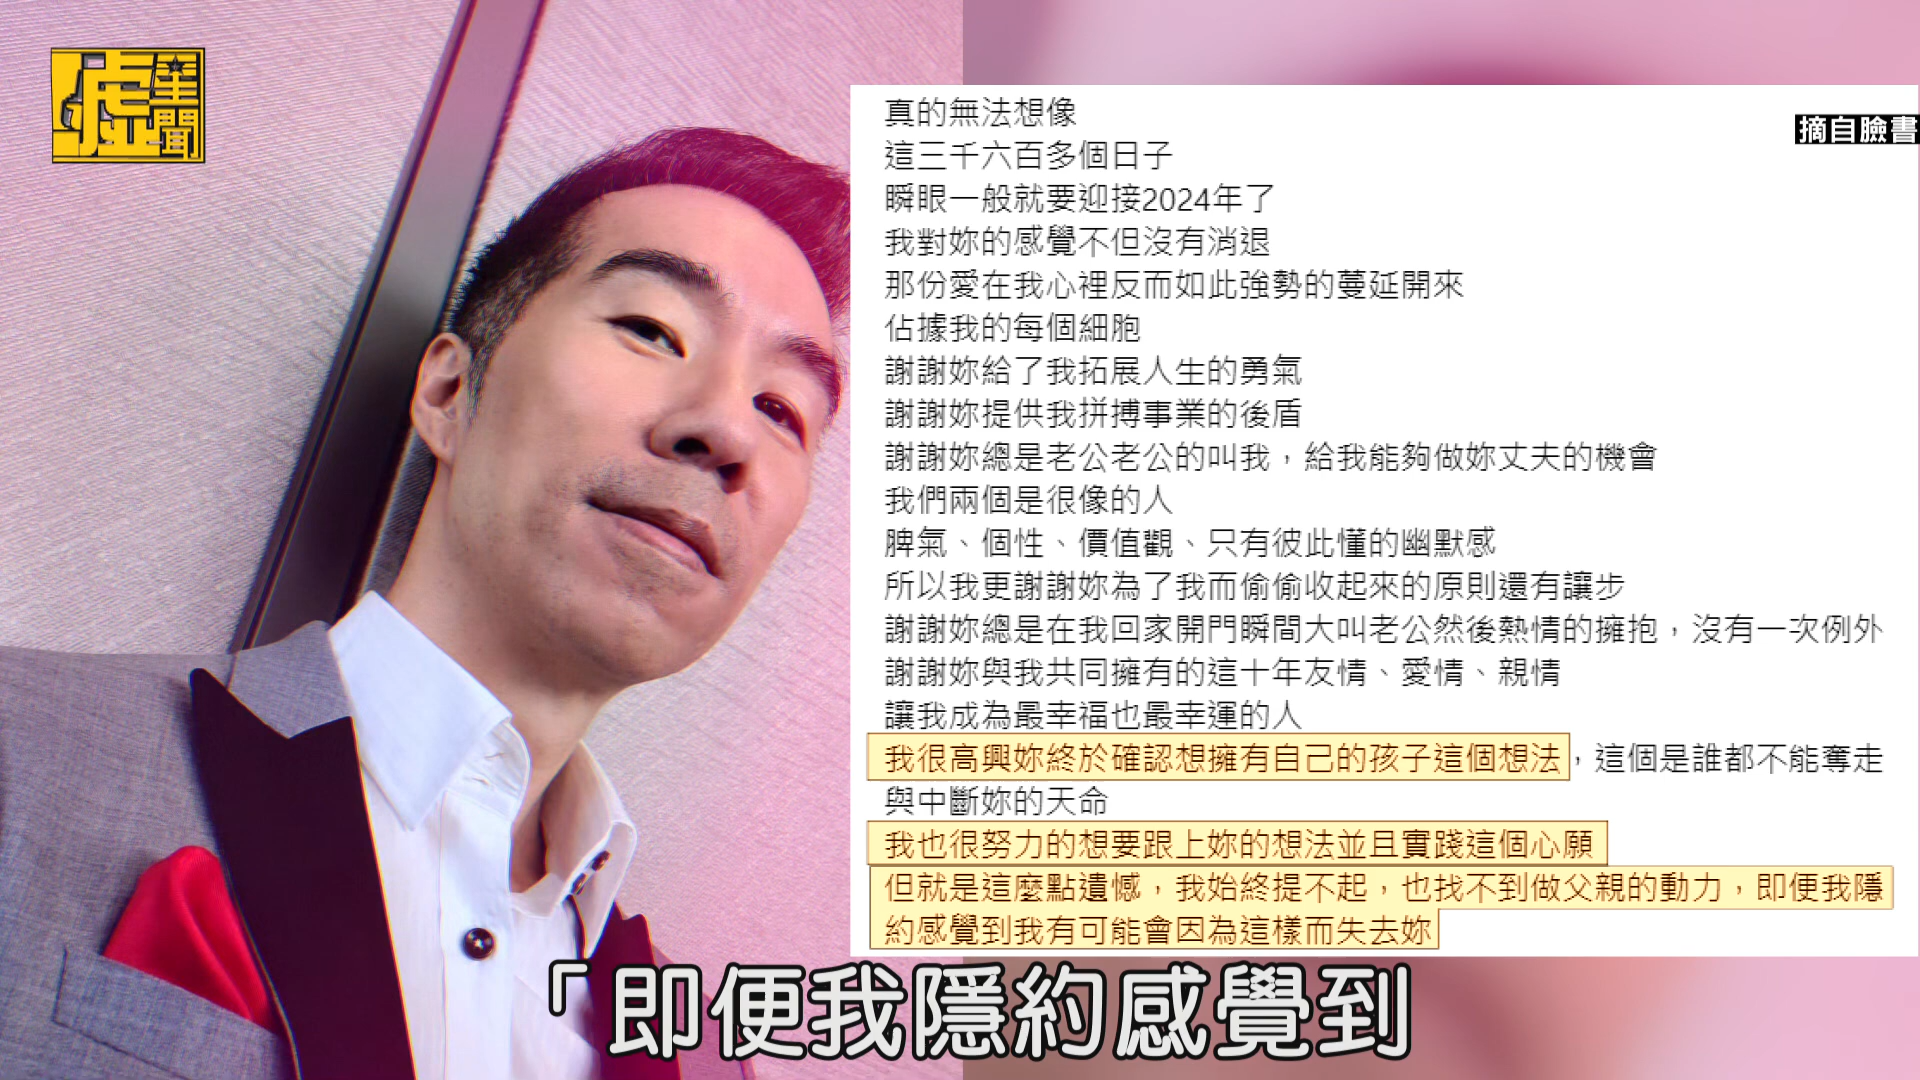 噓星聞
摘自臉書
真的無法想像
這三千六百多個日子
瞬眼一般就要迎接2024年了
我對妳的感覺不但沒有消退
那份愛在我心裡反而如此強勢的蔓延開來
佔據我的每個細胞
謝謝妳給了我拓展人生的勇氣
謝謝妳提供我拼搏事業的後盾
謝謝妳總是老公老公的叫我，給我能夠做妳丈夫的機會
我們兩個是很像的人
脾氣、個性、價值觀、只有彼此懂的幽默感
所以我更謝謝妳為了我而偷偷收起來的原則還有讓步
謝謝妳總是在我回家開門瞬間大叫老公然後熱情的擁抱，沒有一次例外
謝謝妳與我共同擁有的這十年友情、愛情、親情
讓我成為最幸福也最幸運的人
我很高興妳終於確認想擁有自己的孩子這個想法，這個是誰都不能奪走
與中斷妳的天命
我也很努力的想要跟上妳的想法並且實踐這個心願
但就是這麼點遺憾，我始終提不起，也找不到做父親的動力，即便我隱
約感覺到我有可能會因為這樣而失去妳
「即便我隱約感覺到